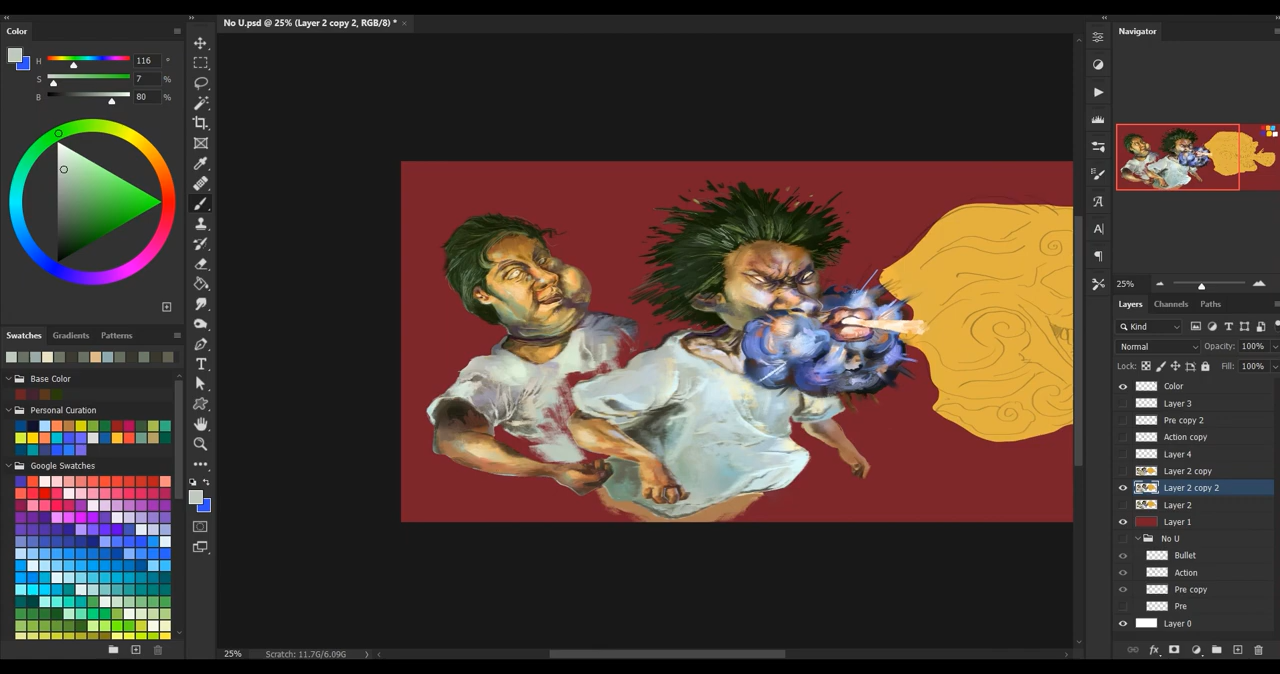 Color
H 116 °
S 7 %
B 80 %
Swatches Gradients Patterns
Base Color
Personal Curation
Google Swatches
No U.psd @ 25% (Layer 2 copy 2, RGB/8) *
25% Scratch: 11.7G/6.09G
Navigator
25%
Layers Channels Paths
Kind
Normal Opacity: 100%
Lock: Fill: 100%
Color
Layer 3
Pre copy 2
Action copy
Layer 4
Layer 2 copy
Layer 2 copy 2
Layer 2
Layer 1
No U
Bullet
Action
Pre copy
Pre
Layer 0